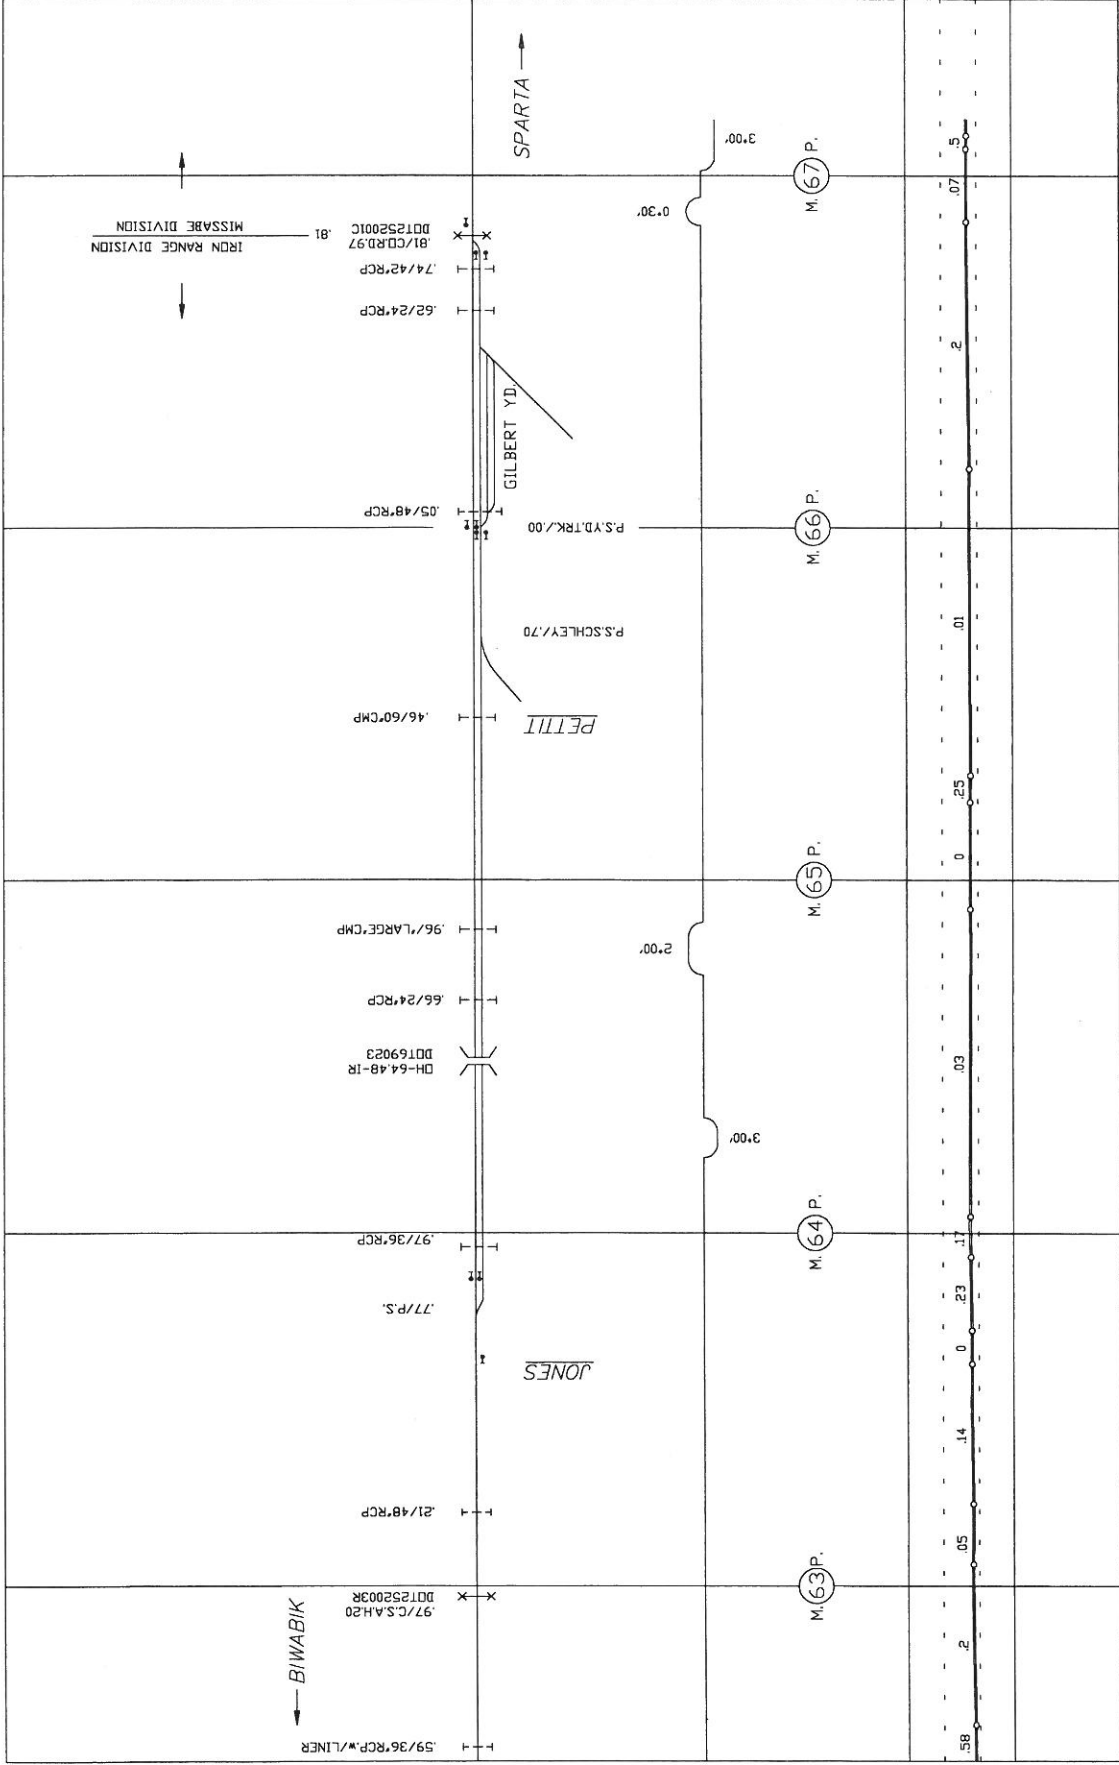 SPARTA
3°00'
M. 67 P.
.5
.07
0°30'
IRON RANGE DIVISION
MISSABE DIVISION
.81
.81/CO.RD.97
DOT252001C
.74/42"RCP
.62/24"RCP
.2
GILBERT YD.
.05/48"RCP
P.S.YD.TRK./.00
M. 66 P.
P.S.SCHLEY/.70
.01
.46/60"CMP
PETTIT
.25
0
M. 65 P.
.96/"LARGE"CMP
2°00'
.66/24"RCP
OH-64.48-IR
DOT69023
.03
3°00'
M. 64 P.
.97/36"RCP
.17
.77/P.S.
.23
0
JONES
.14
.21/48"RCP
.05
M. 63 P.
.97/C.S.A.H.20
DOT252003R
BIWABIK
.2
.59/36"RCP.W/LINER
.58